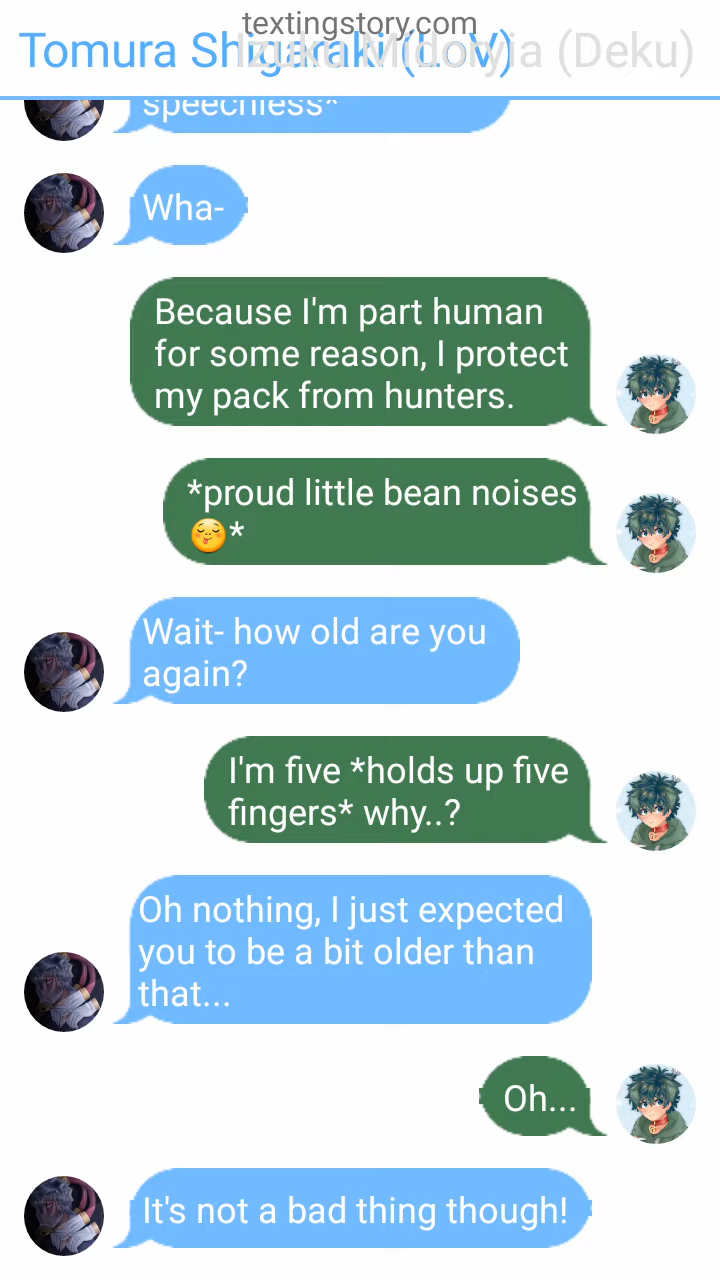 textingstory.com
Tomura Shigaraki (LoV)
Izuku Midoryia (Deku)
speechless*
Wha-
Because I'm part human
for some reason, I protect
my pack from hunters.
*proud little bean noises
😋*
Wait- how old are you
again?
I'm five *holds up five
fingers* why..?
Oh nothing, I just expected
you to be a bit older than
that...
Oh...
It's not a bad thing though!